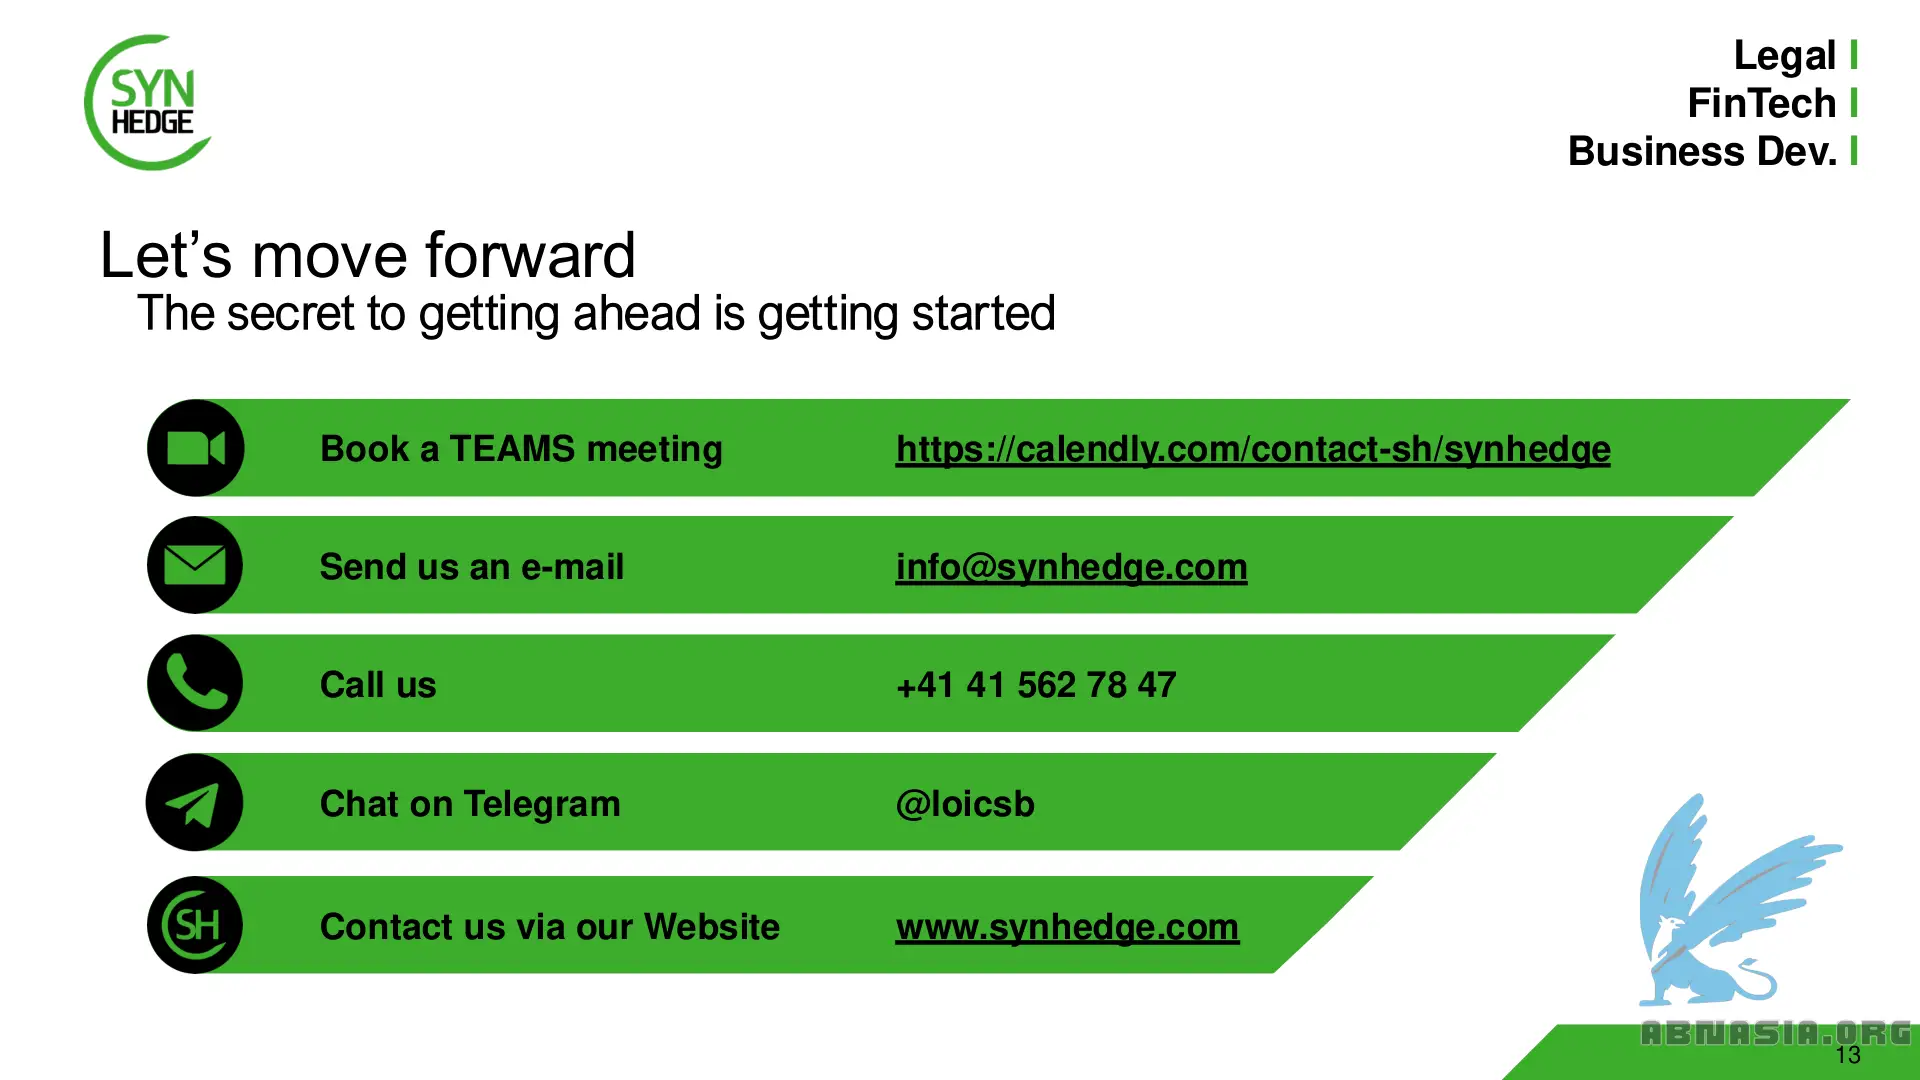 SYN
HEDGE
Legal I
FinTech I
Business Dev. I
Let’s move forward
The secret to getting ahead is getting started
Book a TEAMS meeting https://calendly.com/contact-sh/synhedge
Send us an e-mail info@synhedge.com
Call us +41 41 562 78 47
Chat on Telegram @loicsb
SH Contact us via our Website www.synhedge.com
ABNASIA.ORG
13